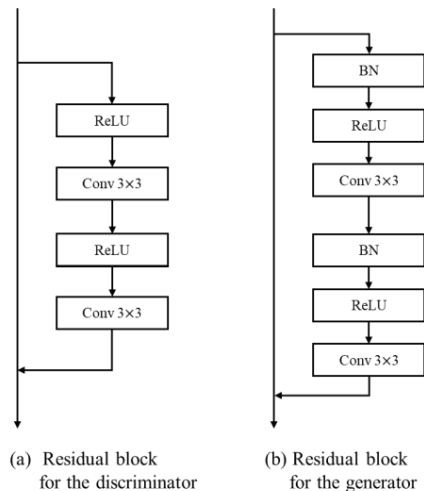 ReLU
Conv 3×3
ReLU
Conv 3×3
(a) Residual block
for the discriminator
BN
ReLU
Conv 3×3
BN
ReLU
Conv 3×3
(b) Residual block
for the generator